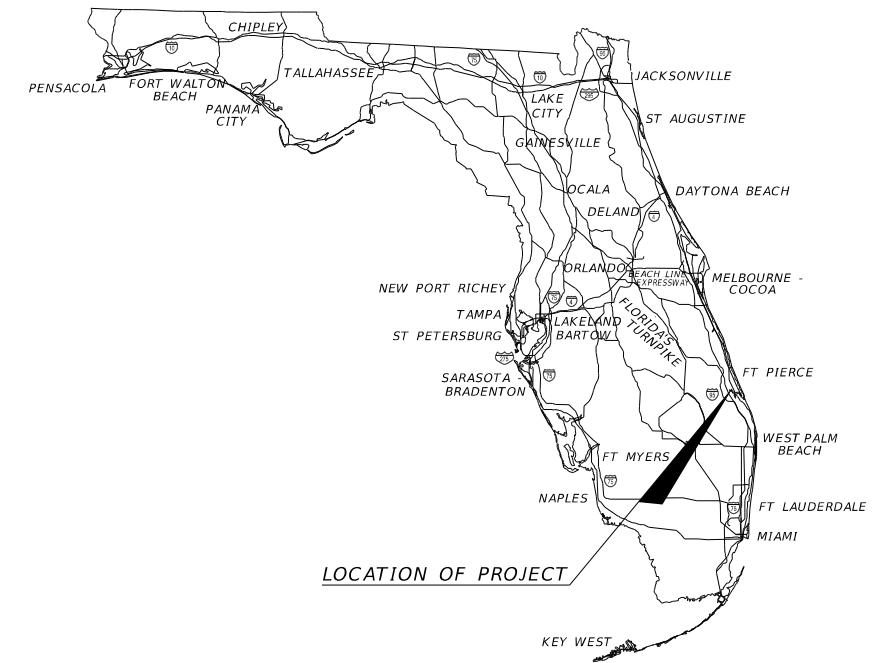 CHIPLEY
10
75
95
10
PENSACOLA
FORT WALTON
BEACH
TALLAHASSEE
JACKSONVILLE
295
PANAMA
CITY
LAKE
CITY
ST AUGUSTINE
GAINESVILLE
OCALA
DAYTONA BEACH
DELAND
4
ORLANDO
BEACH LINE
EXPRESSWAY
MELBOURNE -
COCOA
NEW PORT RICHEY
75
4
TAMPA
LAKELAND
BARTOW
FLORIDA'S
TURNPIKE
ST PETERSBURG
275
SARASOTA -
BRADENTON
75
FT PIERCE
95
WEST PALM
BEACH
FT MYERS
75
NAPLES
75
FT LAUDERDALE
MIAMI
LOCATION OF PROJECT
KEY WEST